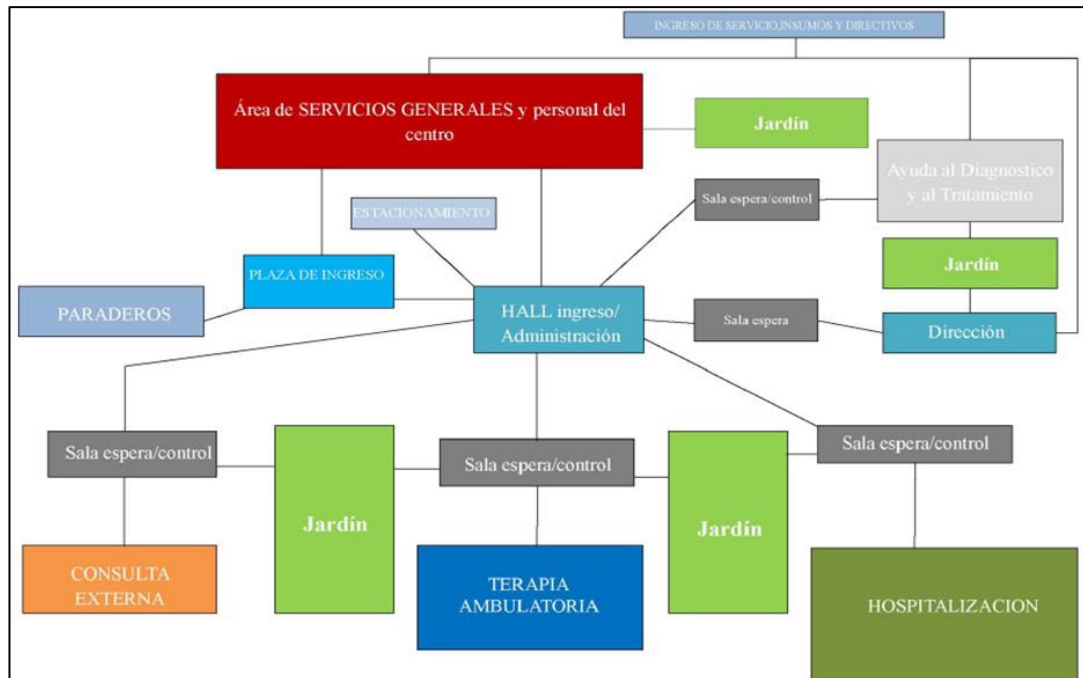 INGRESO DE SERVICIO,INSUMOS Y DIRECTIVOS
Área de SERVICIOS GENERALES y personal del
centro
Jardín
Ayuda al Diagnostico
y al Tratamiento
Sala espera/control
ESTACIONAMIENTO
PLAZA DE INGRESO
Jardín
PARADEROS
HALL ingreso/
Administración
Sala espera
Dirección
Sala espera/control
Sala espera/control
Sala espera/control
Jardín
Jardín
CONSULTA
EXTERNA
TERAPIA
AMBULATORIA
HOSPITALIZACION